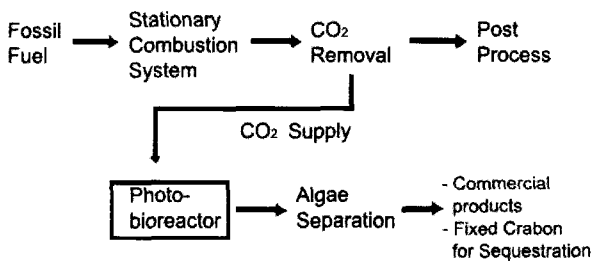 Fossil
Fuel
Stationary
Combustion
System
CO₂
Removal
Post
Process
CO₂ Supply
Photo-
bioreactor
Algae
Separation
- Commercial
products
- Fixed Crabon
for Sequestration